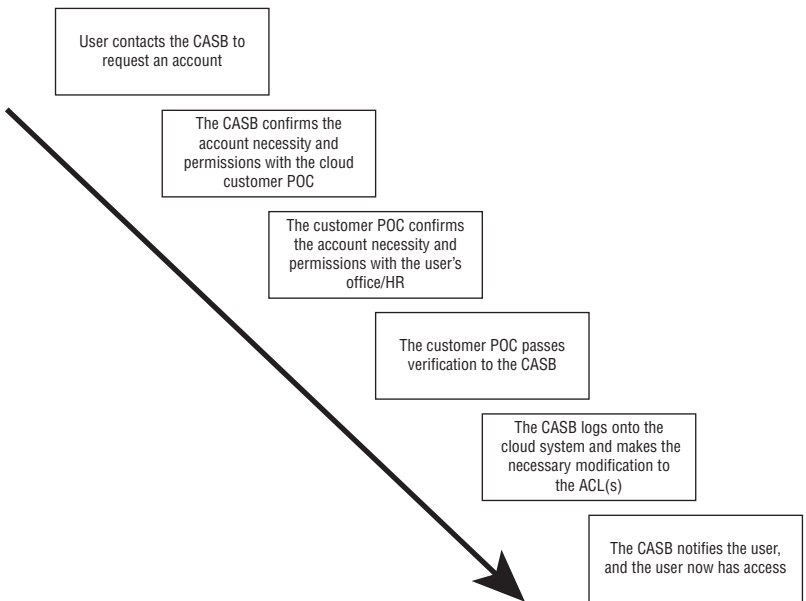 User contacts the CASB to
request an account
The CASB confirms the
account necessity and
permissions with the cloud
customer POC
The customer POC confirms
the account necessity and
permissions with the user’s
office/HR
The customer POC passes
verification to the CASB
The CASB logs onto the
cloud system and makes the
necessary modification to
the ACL(s)
The CASB notifies the user,
and the user now has access